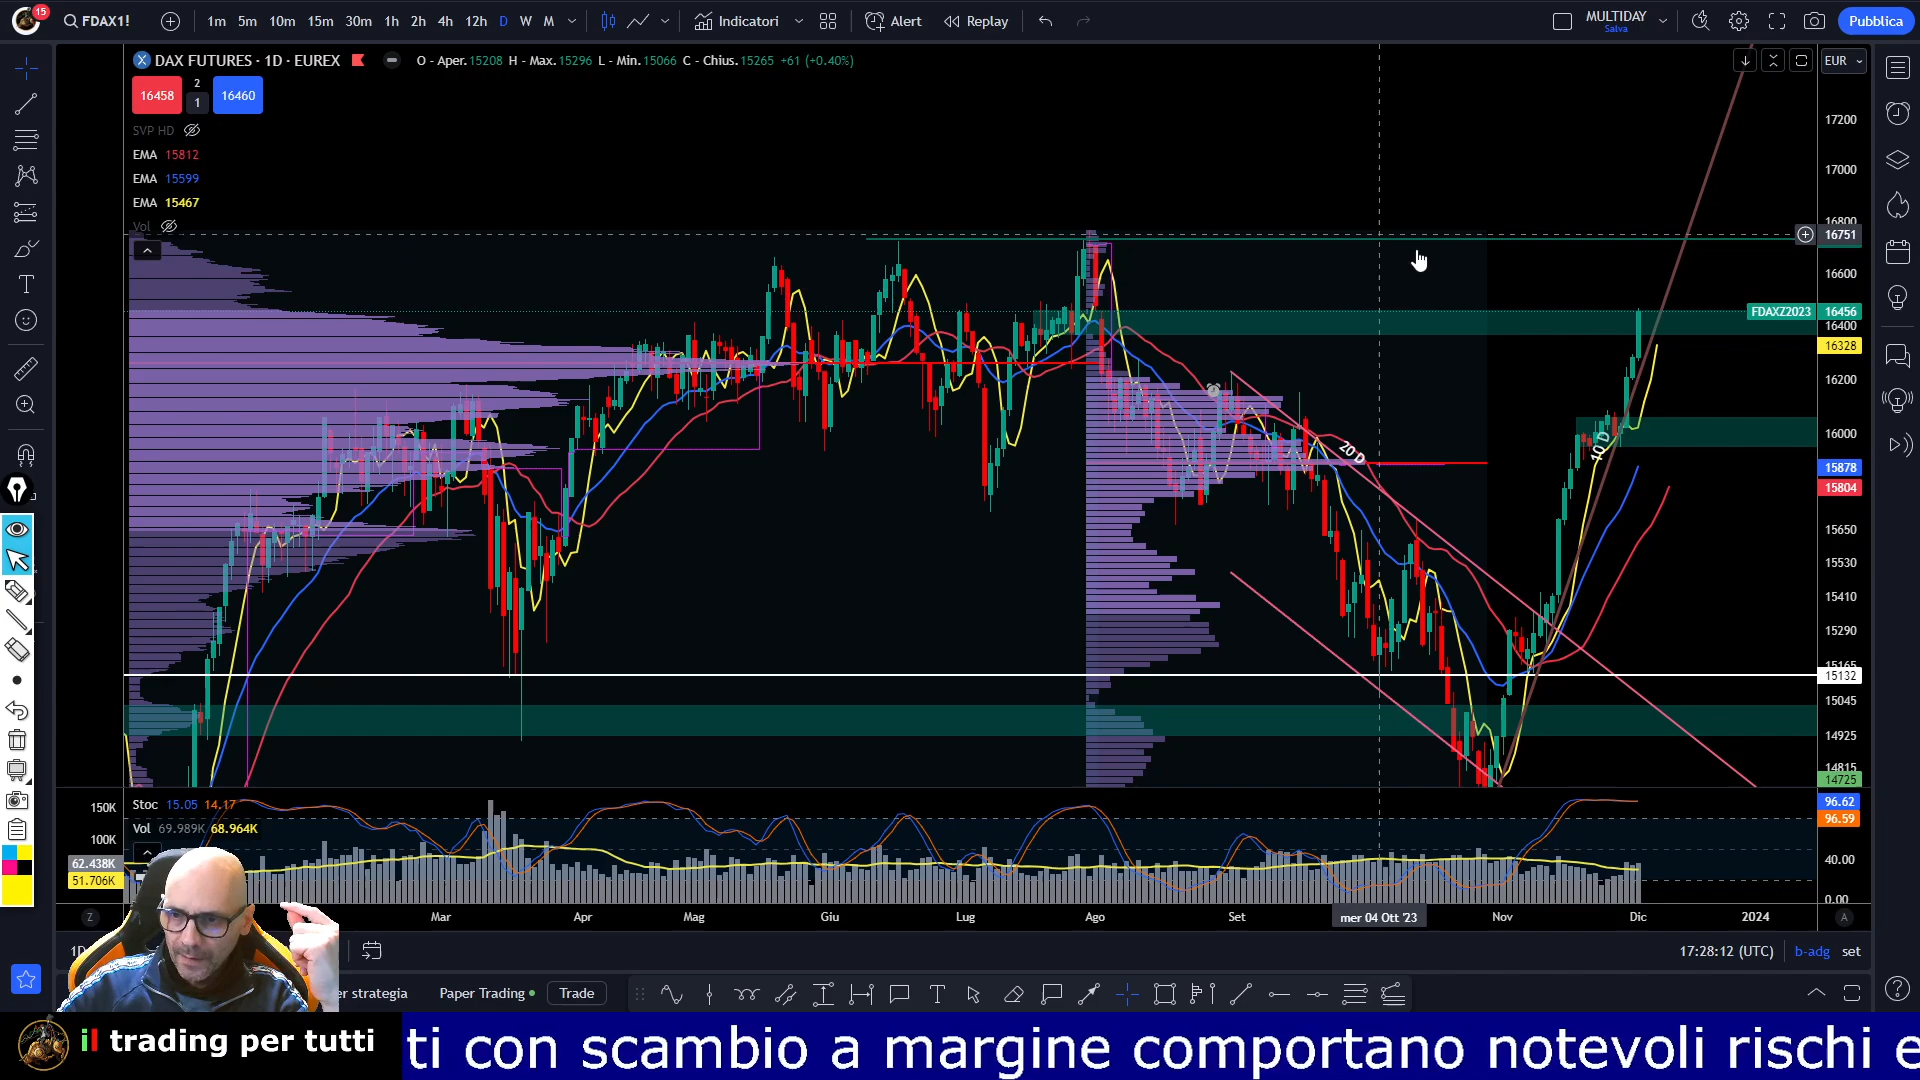 15
FDAX1!
1m 5m 10m 15m 30m 1h 2h 4h 12h D W M
Indicatori
Alert
Replay
MULTIDAY
Salva
Pubblica
DAX FUTURES · 1D · EUREX
O - Aper.15208 H - Max.15296 L - Min.15066 C - Chius.15265 +61 (+0.40%)
EUR
16458
2
1
16460
SVP HD
EMA 15812
EMA 15599
EMA 15467
Vol
17200
17000
16800
16751
16600
FDAXZ2023 16456
16400
16328
16200
16000
15878
15804
15650
15530
15410
15290
15165
15132
15045
14925
14815
14725
20 D
10 D
Stoc 15.05 14.17
Vol 69.989K 68.964K
150K
100K
62.438K
51.706K
96.62
96.59
40.00
0.00
Z
Mar
Apr
Mag
Giu
Lug
Ago
Set
mer 04 Ott '23
Nov
Dic
2024
A
17:28:12 (UTC)
b-adg
set
er strategia
Paper Trading
Trade
il trading per tutti
ti con scambio a margine comportano notevoli rischi e